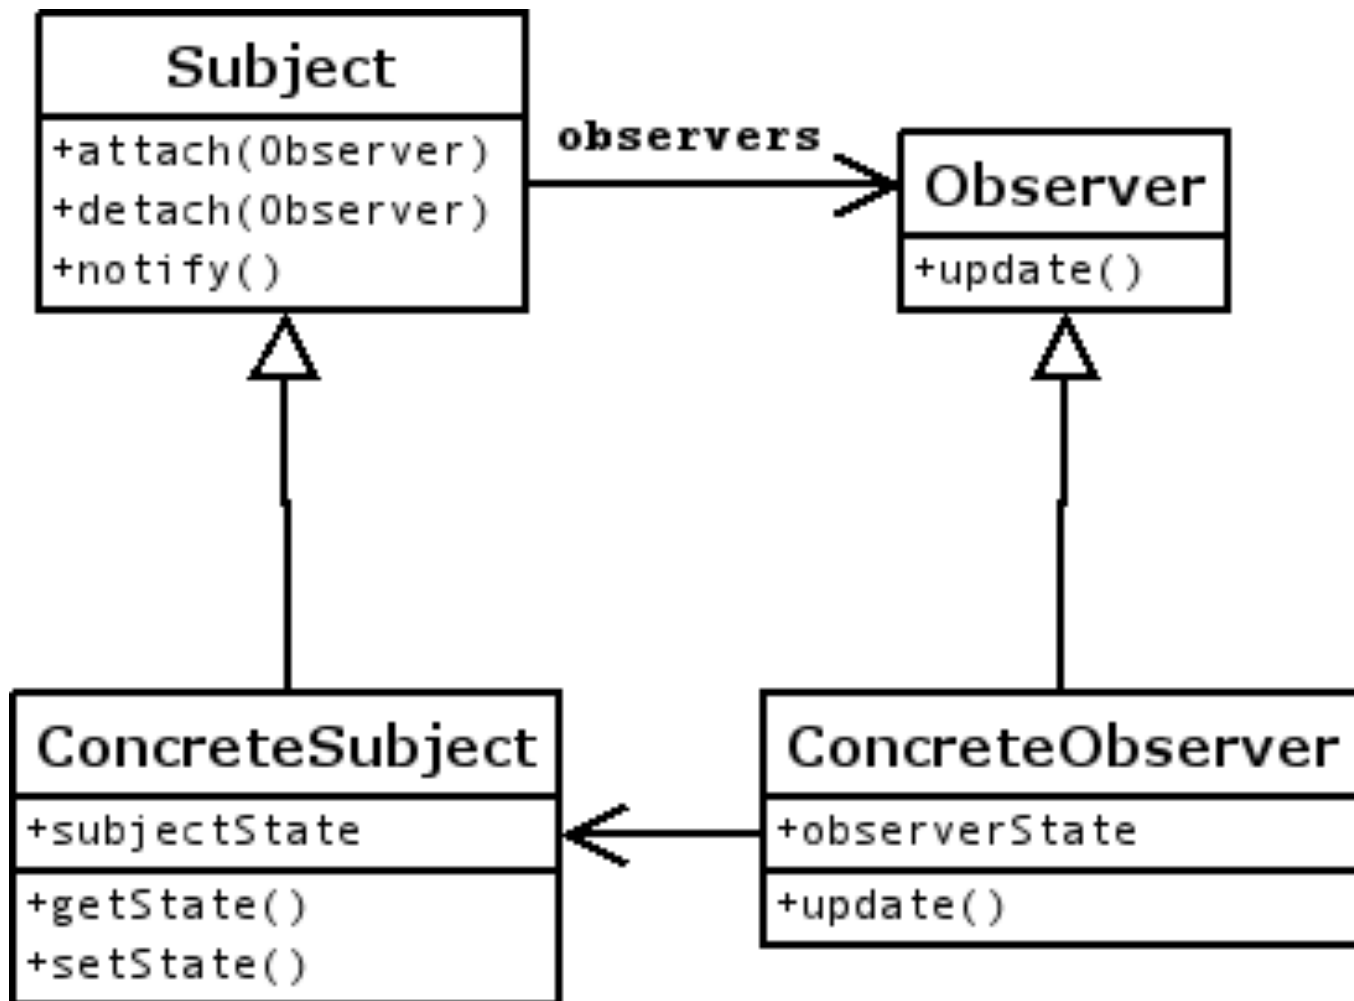 Subject
+attach(Observer)
+detach(Observer)
+notify()
observers
Observer
+update()
ConcreteSubject
+subjectState
+getState()
+setState()
ConcreteObserver
+observerState
+update()